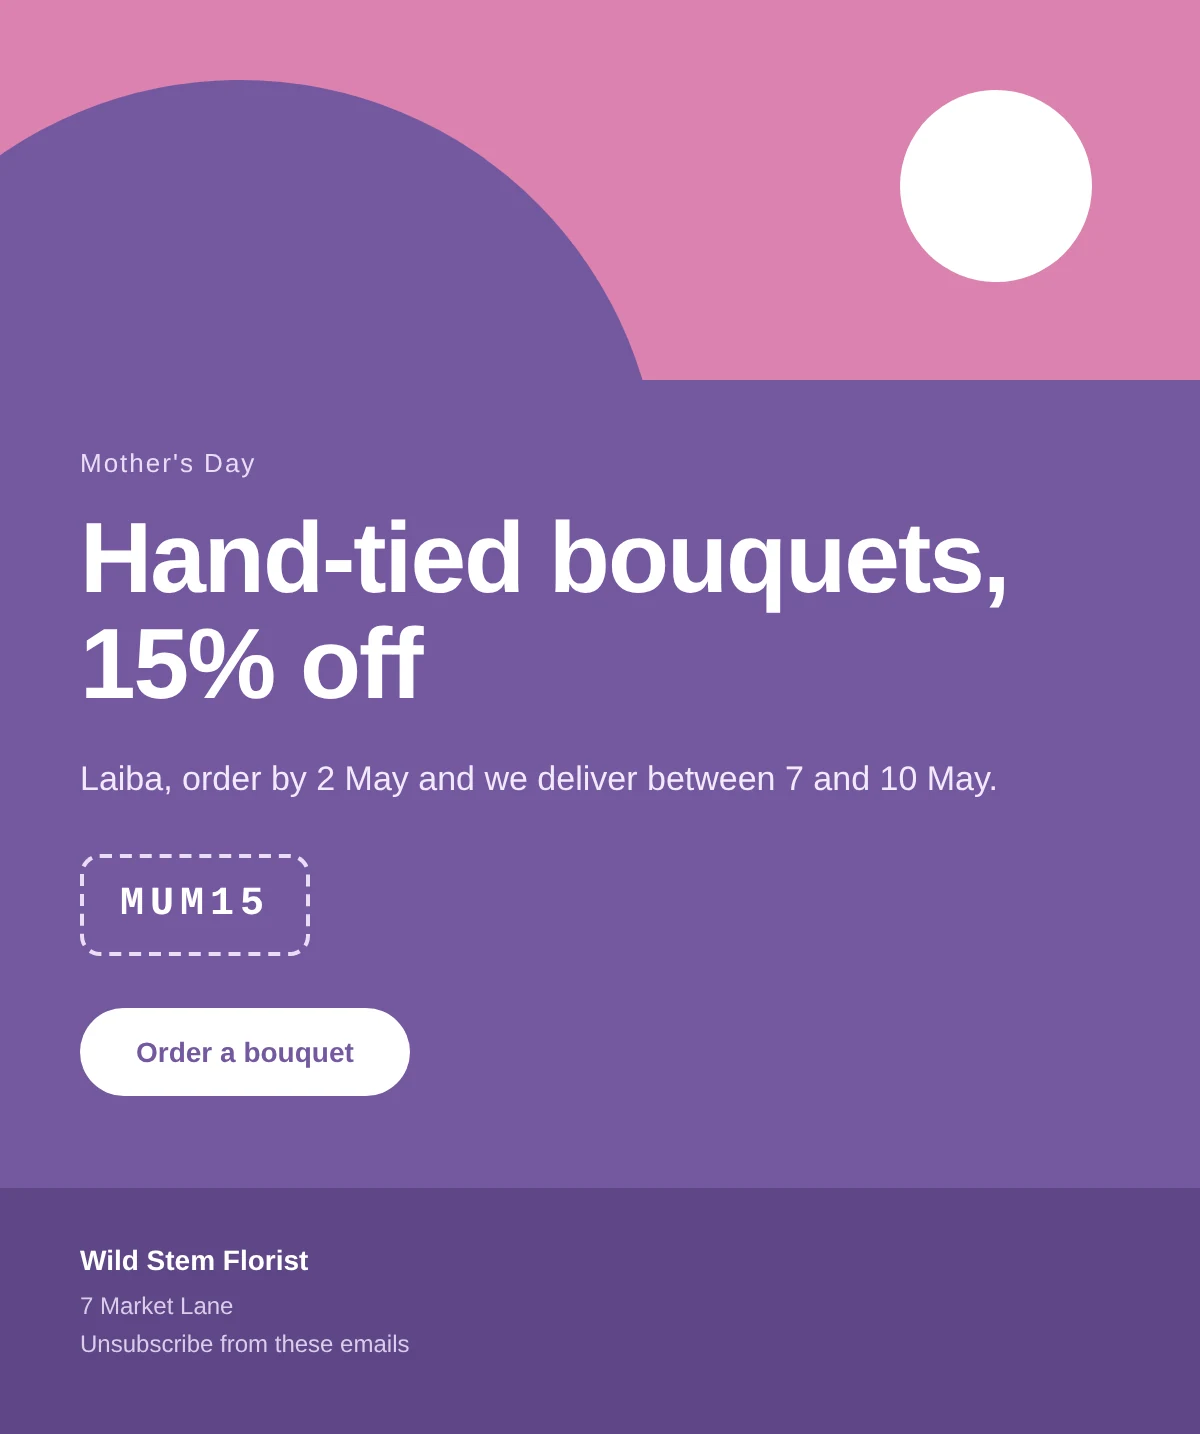 Mother's Day
Hand-tied bouquets,
15% off
Laiba, order by 2 May and we deliver between 7 and 10 May.
MUM15
Order a bouquet
Wild Stem Florist
7 Market Lane
Unsubscribe from these emails